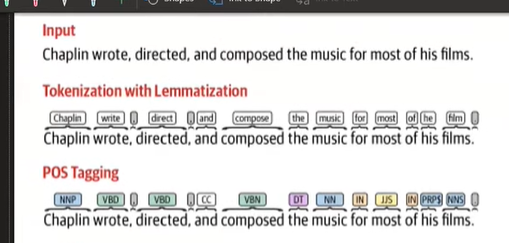 Input
Chaplin wrote, directed, and composed the music for most of his films.
Tokenization with Lemmatization
Chaplin write , direct , and compose the music for most of he film .
Chaplin wrote, directed, and composed the music for most of his films.
POS Tagging
NNP VBD , VBD , CC VBN DT NN IN JJS IN PRP$ NNS .
Chaplin wrote, directed, and composed the music for most of his films.